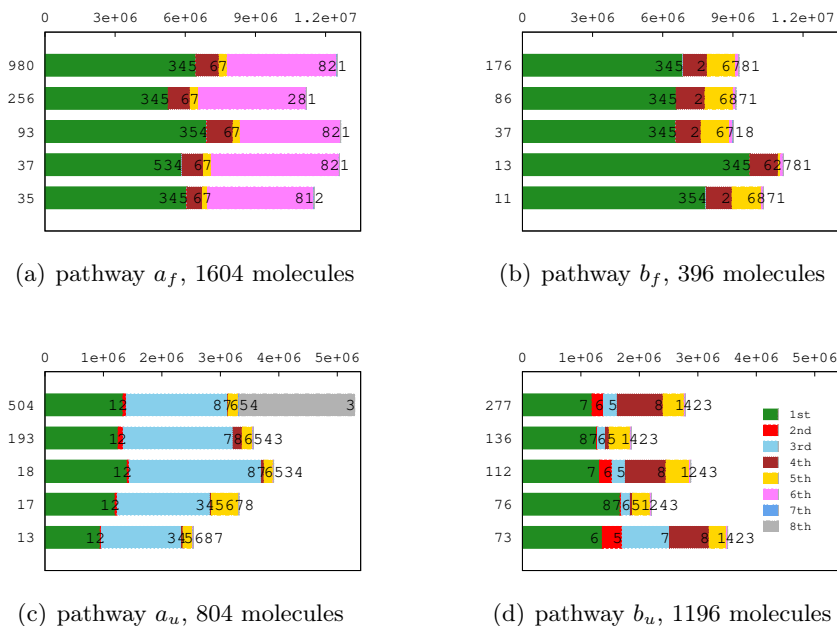 0 3e+06 6e+06 9e+06 1.2e+07
980 345 67 821
256 345 67 281
93 354 67 821
37 534 67 821
35 345 67 812
(a) pathway a_f, 1604 molecules
0 3e+06 6e+06 9e+06 1.2e+07
176 345 2 6781
86 345 2 6871
37 345 2 6718
13 345 62781
11 354 2 6871
(b) pathway b_f, 396 molecules
0 1e+06 2e+06 3e+06 4e+06 5e+06
504 12 87654 3
193 12 786543
18 12 876534
17 12 345678
13 12 345687
(c) pathway a_u, 804 molecules
0 1e+06 2e+06 3e+06 4e+06 5e+06
277 7 6 5 8 1423
136 8765 1423
112 7 6 5 8 1243
76 87651243
73 6 5 7 8 1423
1st
2nd
3rd
4th
5th
6th
7th
8th
(d) pathway b_u, 1196 molecules